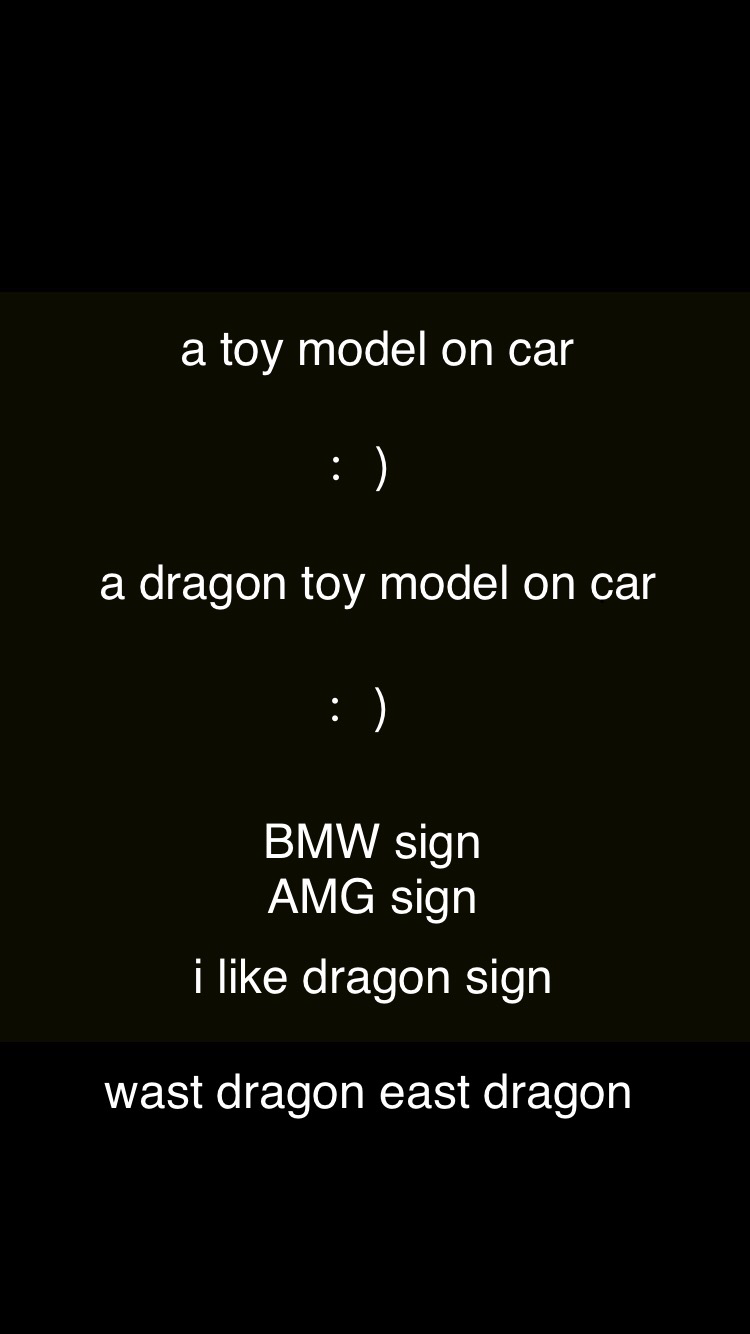 a toy model on car
:  )
a dragon toy model on car
:  )
BMW sign
AMG sign
i like dragon sign
wast dragon east dragon